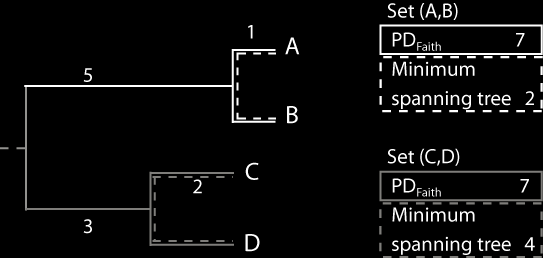 Set (A,B)
1
A
PD Faith 7
Minimum
5
spanning tree 2
B
Set (C,D)
C
PD Faith 7
2
Minimum
3
D
spanning tree 4